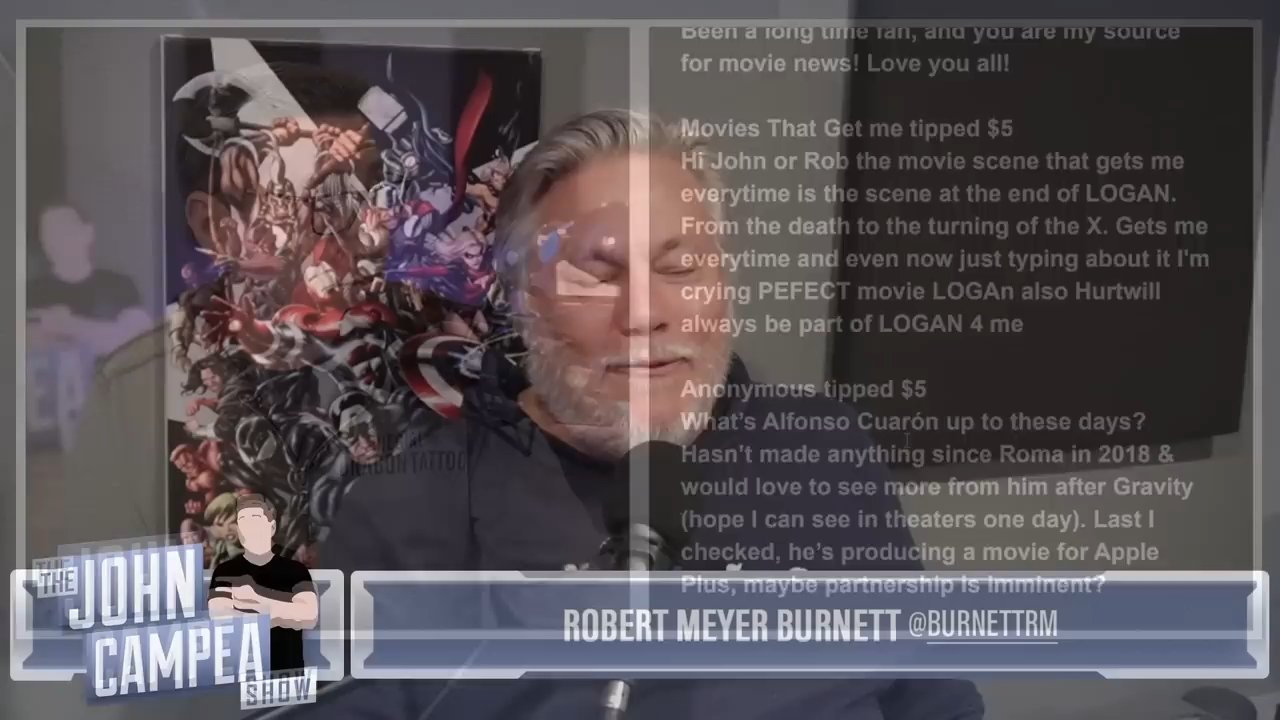 Been a long time fan, and you are my source
for movie news! Love you all!
Movies That Get me tipped $5
Hi John or Rob the movie scene that gets me
everytime is the scene at the end of LOGAN.
From the death to the turning of the X. Gets me
everytime and even now just typing about it I'm
crying PEFECT movie LOGAn also Hurtwill
always be part of LOGAN 4 me
Anonymous tipped $5
What's Alfonso Cuarón up to these days?
Hasn't made anything since Roma in 2018 &
would love to see more from him after Gravity
(hope I can see in theaters one day). Last I
checked, he's producing a movie for Apple
Plus, maybe partnership is imminent?
DRAGON TATTOO
THE
JOHN
CAMPEA
SHOW
ROBERT MEYER BURNETT @BURNETTRM